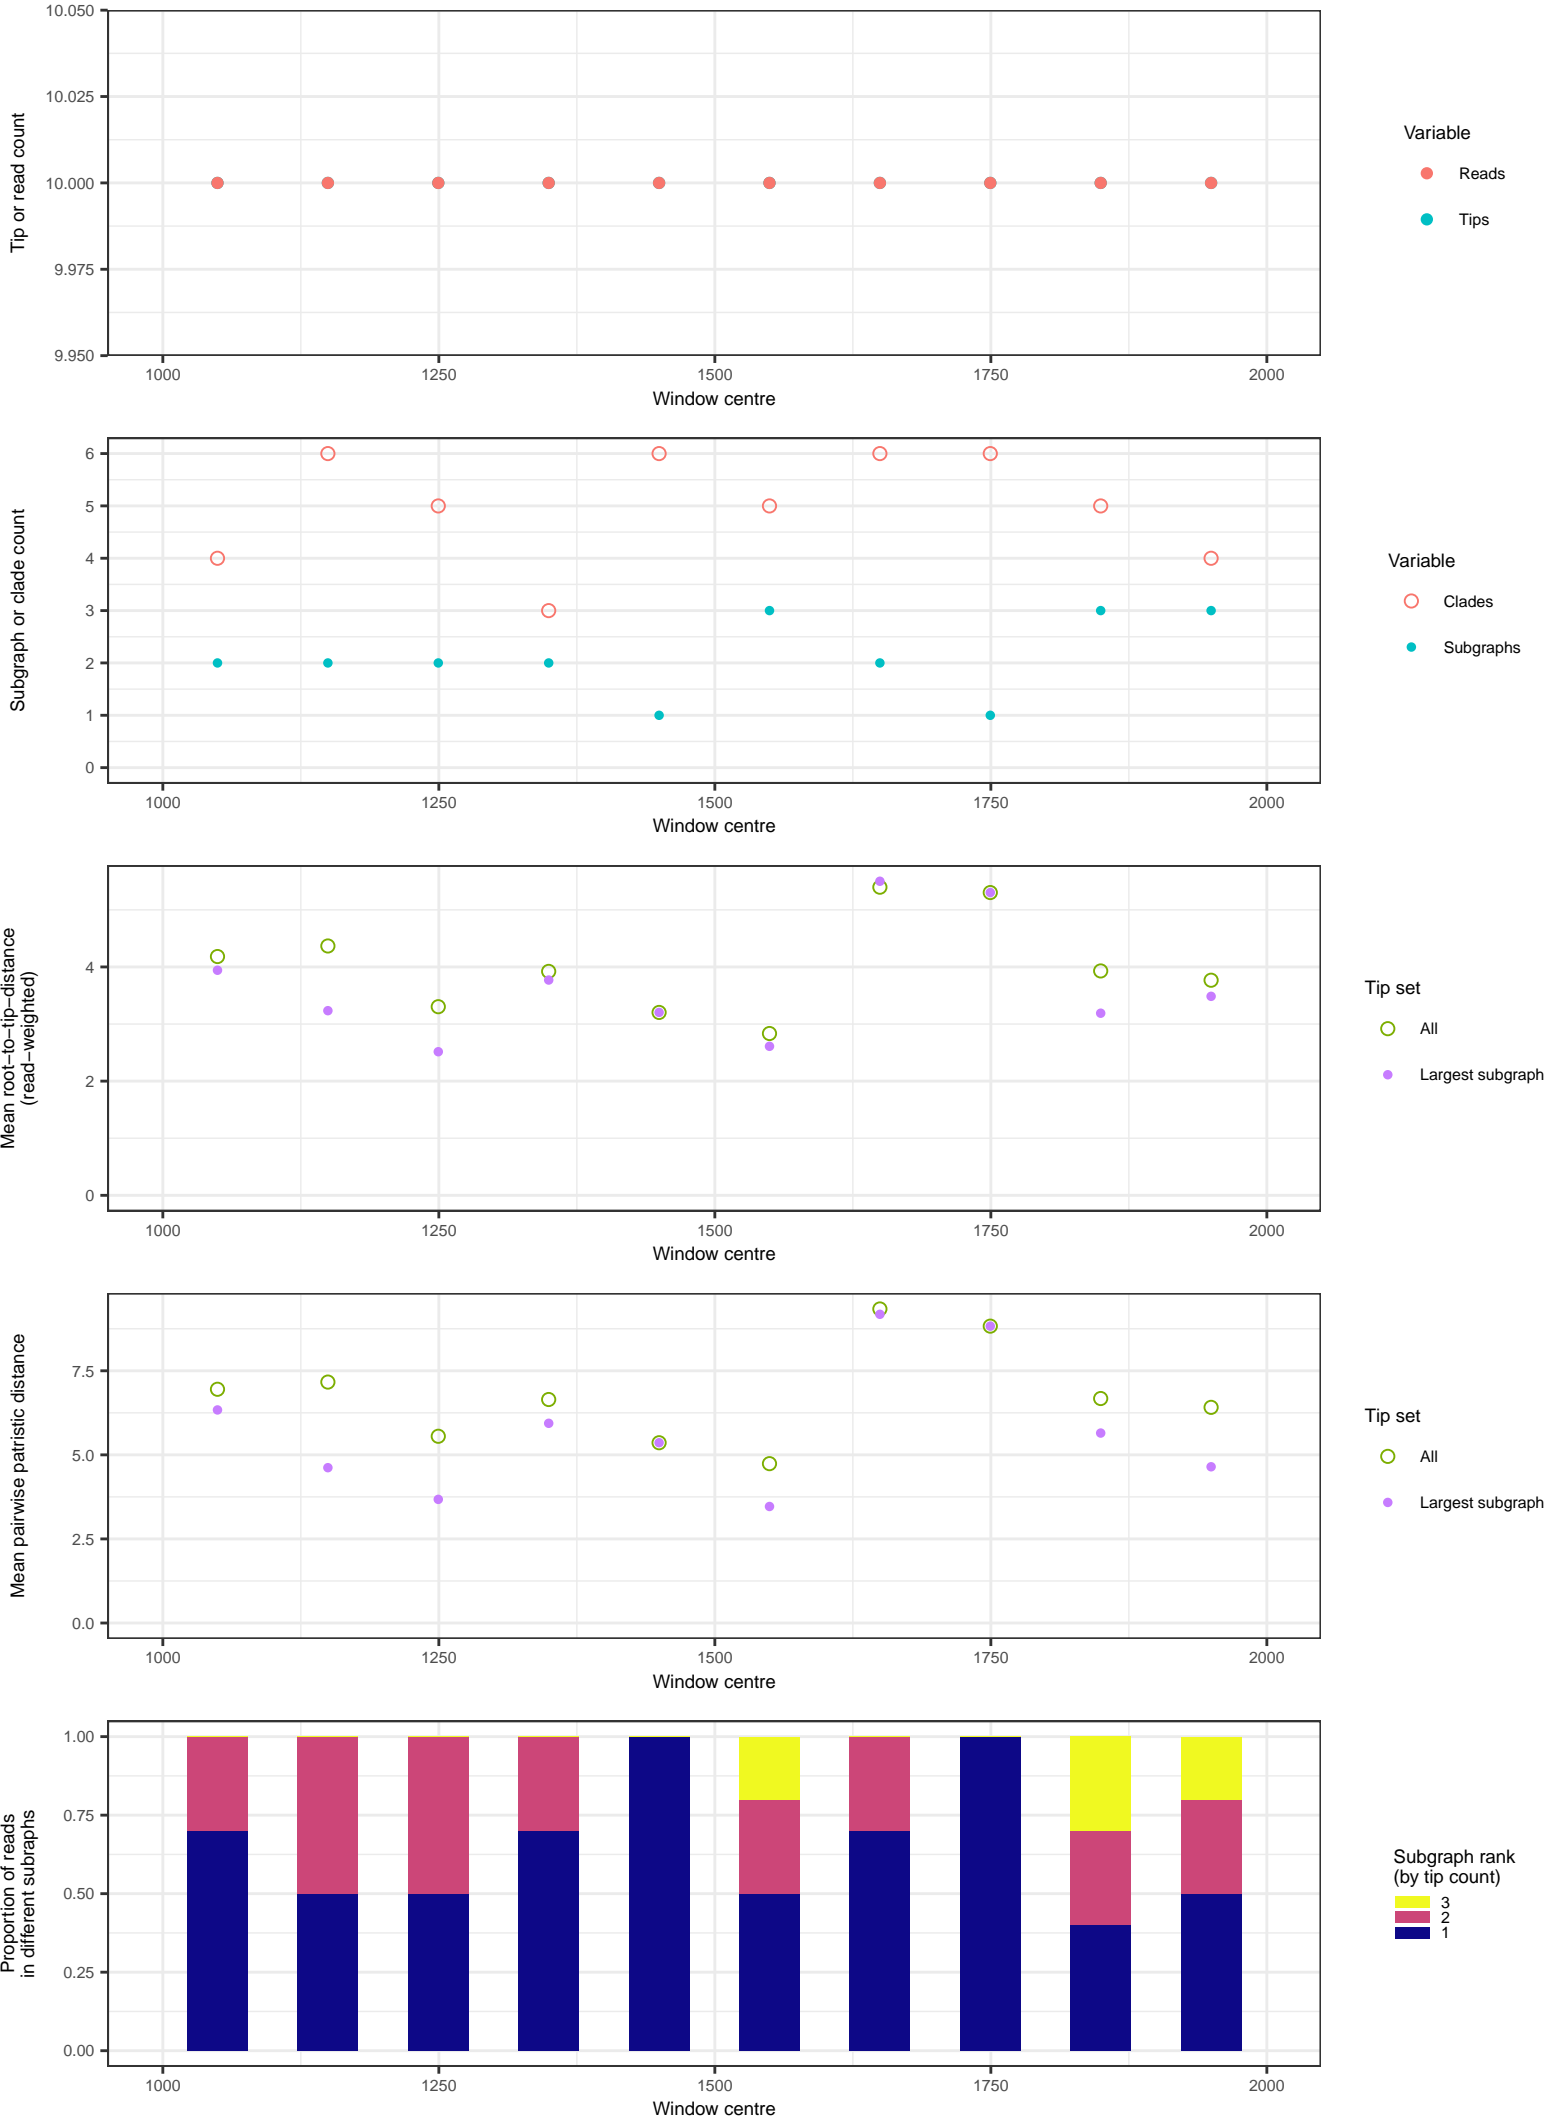 10.050
10.025
10.000
9.975
9.950
Tip or read count
1000 1250 1500 1750 2000
Window centre
Variable
Reads
Tips
6
5
4
3
2
1
0
Subgraph or clade count
1000 1250 1500 1750 2000
Window centre
Variable
Clades
Subgraphs
4
2
0
Mean root−to−tip−distance
(read−weighted)
1000 1250 1500 1750 2000
Window centre
Tip set
All
Largest subgraph
7.5
5.0
2.5
0.0
Mean pairwise patristic distance
1000 1250 1500 1750 2000
Window centre
Tip set
All
Largest subgraph
1.00
0.75
0.50
0.25
0.00
Proportion of reads
in different subraphs
1000 1250 1500 1750 2000
Window centre
Subgraph rank
(by tip count)
3
2
1